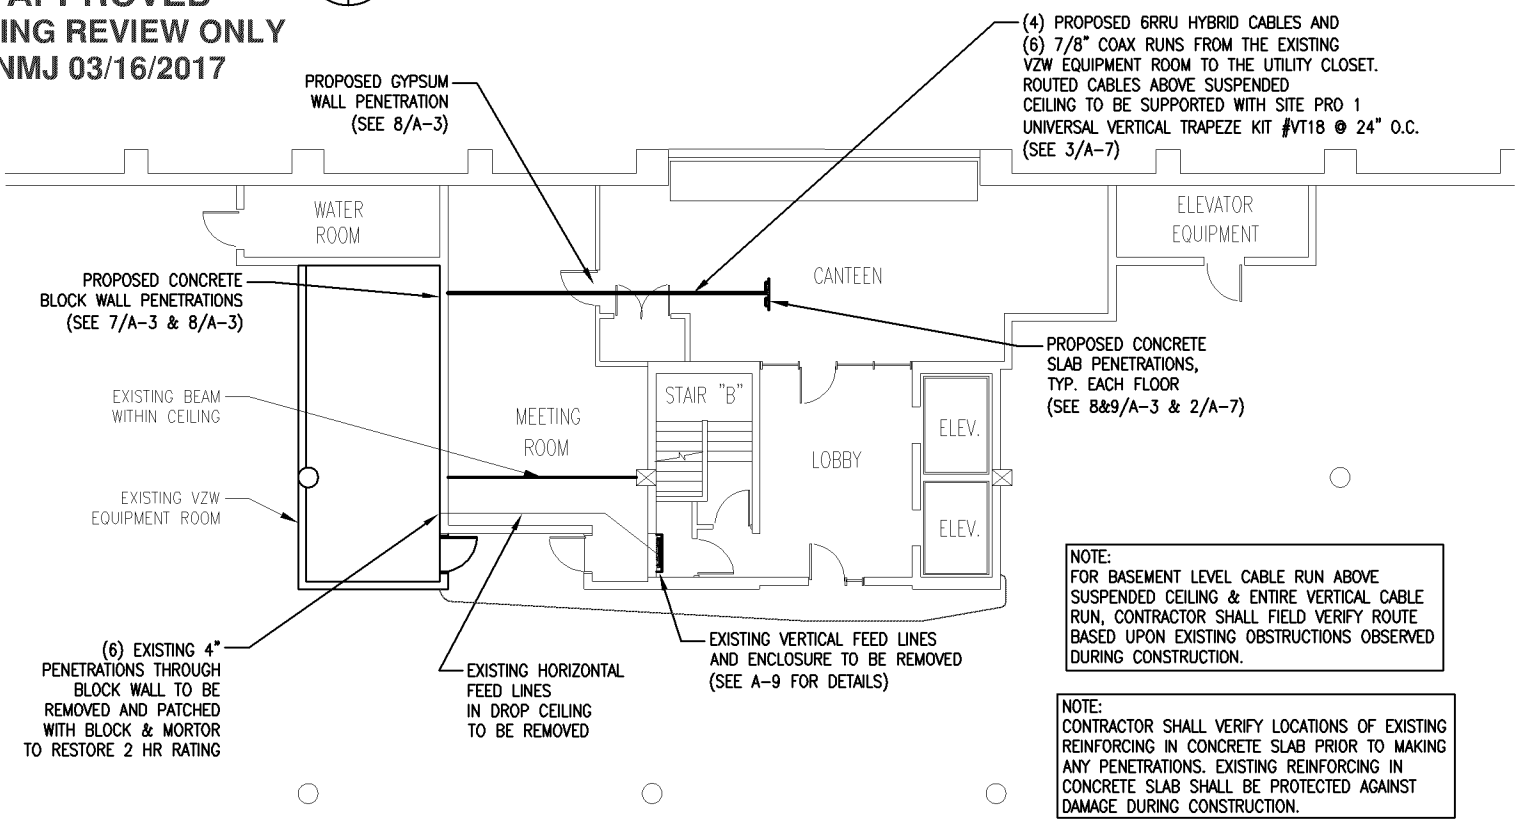 APPROVED
ING REVIEW ONLY
NMJ 03/16/2017
PROPOSED GYPSUM
WALL PENETRATION
(SEE 8/A-3)
(4) PROPOSED 6RRU HYBRID CABLES AND
(6) 7/8" COAX RUNS FROM THE EXISTING
VZW EQUIPMENT ROOM TO THE UTILITY CLOSET.
ROUTED CABLES ABOVE SUSPENDED
CEILING TO BE SUPPORTED WITH SITE PRO 1
UNIVERSAL VERTICAL TRAPEZE KIT #VT18 @ 24" O.C.
(SEE 3/A-7)
WATER
ROOM
ELEVATOR
EQUIPMENT
CANTEEN
PROPOSED CONCRETE
BLOCK WALL PENETRATIONS
(SEE 7/A-3 & 8/A-3)
PROPOSED CONCRETE
SLAB PENETRATIONS,
TYP. EACH FLOOR
(SEE 8&9/A-3 & 2/A-7)
EXISTING BEAM
WITHIN CEILING
MEETING
ROOM
STAIR "B"
LOBBY
ELEV.
EXISTING VZW
EQUIPMENT ROOM
ELEV.
NOTE:
FOR BASEMENT LEVEL CABLE RUN ABOVE
SUSPENDED CEILING & ENTIRE VERTICAL CABLE
RUN, CONTRACTOR SHALL FIELD VERIFY ROUTE
BASED UPON EXISTING OBSTRUCTIONS OBSERVED
DURING CONSTRUCTION.
(6) EXISTING 4"
PENETRATIONS THROUGH
BLOCK WALL TO BE
REMOVED AND PATCHED
WITH BLOCK & MORTOR
TO RESTORE 2 HR RATING
EXISTING HORIZONTAL
FEED LINES
IN DROP CEILING
TO BE REMOVED
EXISTING VERTICAL FEED LINES
AND ENCLOSURE TO BE REMOVED
(SEE A-9 FOR DETAILS)
NOTE:
CONTRACTOR SHALL VERIFY LOCATIONS OF EXISTING
REINFORCING IN CONCRETE SLAB PRIOR TO MAKING
ANY PENETRATIONS. EXISTING REINFORCING IN
CONCRETE SLAB SHALL BE PROTECTED AGAINST
DAMAGE DURING CONSTRUCTION.